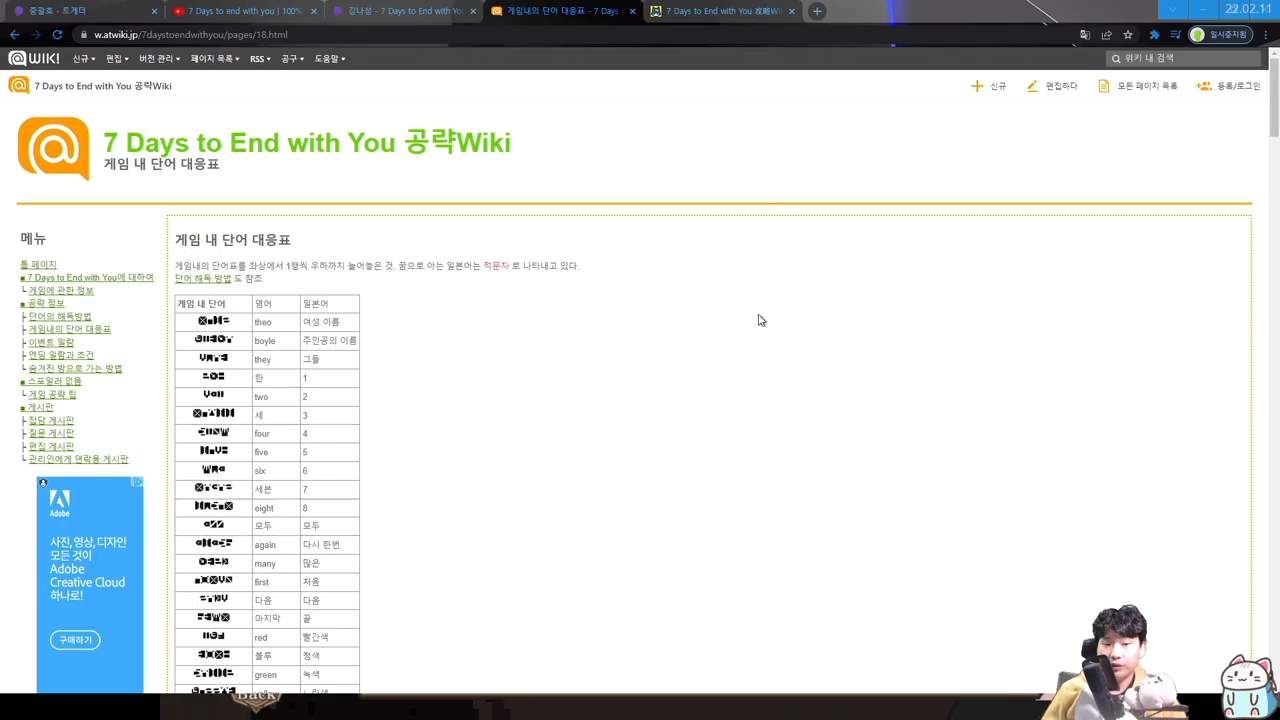 중괄호 - 트게더
7 Days to end with you | 100%
김나성 - 7 Days to End with Yo
게임내의 단어 대응표 - 7 Days
7 Days to End with You 攻略Wi
22.02.11
w.atwiki.jp/7daystoendwithyou/pages/18.html
일시중지됨
@WIKI!
신규
편집
버전 관리
페이지 목록
RSS
공구
도움말
위키 내 검색
7 Days to End with You 공략Wiki
신규
편집하다
모든 페이지 목록
등록/로그인
7 Days to End with You 공략Wiki
게임 내 단어 대응표
메뉴
톱 페이지
■ 7 Days to End with You에 대하여
└ 게임에 관한 정보
■ 공략 정보
├ 단어의 해독방법
├ 게임내의 단어 대응표
├ 이벤트 일람
├ 엔딩 일람과 조건
└ 숨겨진 방으로 가는 방법
■ 스포일러 없음
└ 게임 공략 팁
■ 게시판
├ 잡담 게시판
├ 질문 게시판
├ 편집 게시판
└ 관리인에게 연락용 게시판
Adobe
사진, 영상, 디자인
모든 것이
Adobe
Creative Cloud
하나로!
구매하기
게임 내 단어 대응표
게임내의 단어표를 좌상에서 1행씩 우하까지 늘어놓은 것. 꿈으로 아는 일본어는 적문자 로 나타내고 있다.
단어 해독 방법 도 참조.
게임 내 단어 영어 일본어
theo 여성 이름
boyle 주인공의 이름
they 그들
한 1
two 2
세 3
four 4
five 5
six 6
세븐 7
eight 8
모두 모두
again 다시 한번
many 많은
first 처음
다음 다음
마지막 끝
red 빨간색
블루 청색
green 녹색
Back